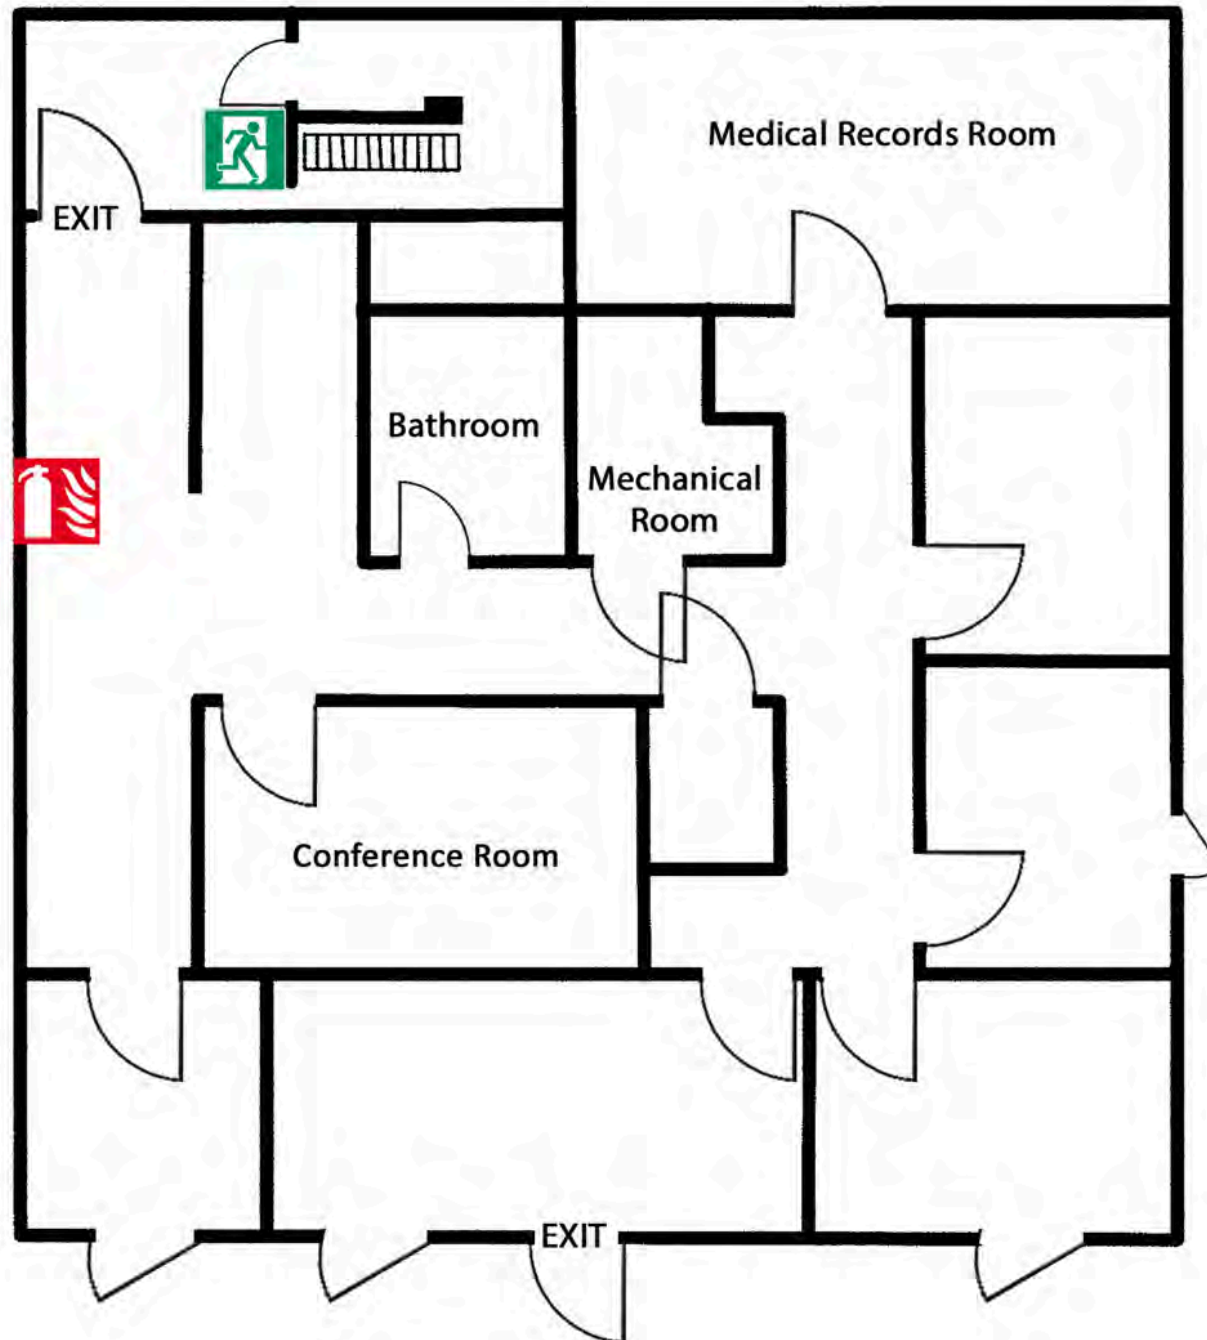 Medical Records Room
EXIT
Bathroom
Mechanical
Room
Conference Room
EXIT